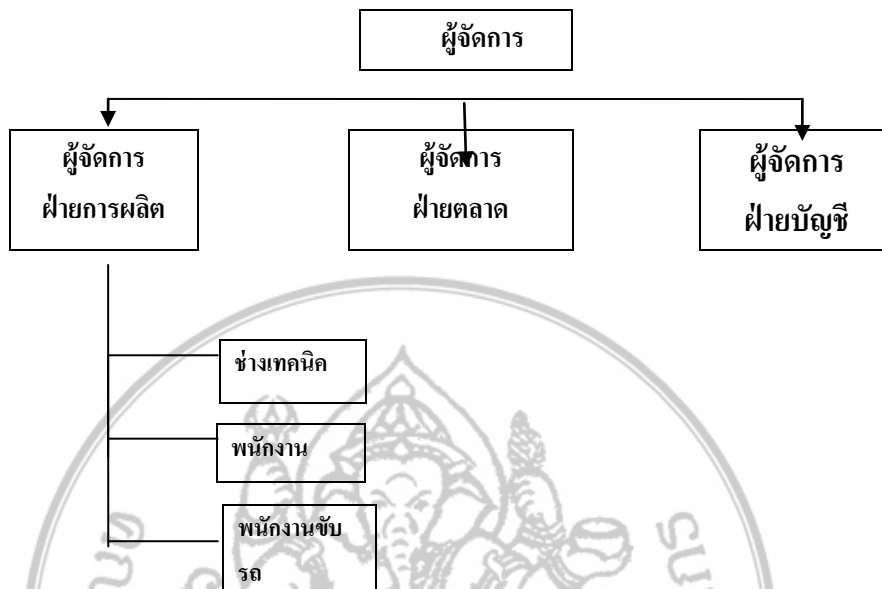 ผู้จัดการ
ผู้จัดการ
ฝ่ายการผลิต
ผู้จัดการ
ฝ่ายตลาด
ผู้จัดการ
ฝ่ายบัญชี
ช่างเทคนิค
พนักงาน
พนักงานขับ
รถ